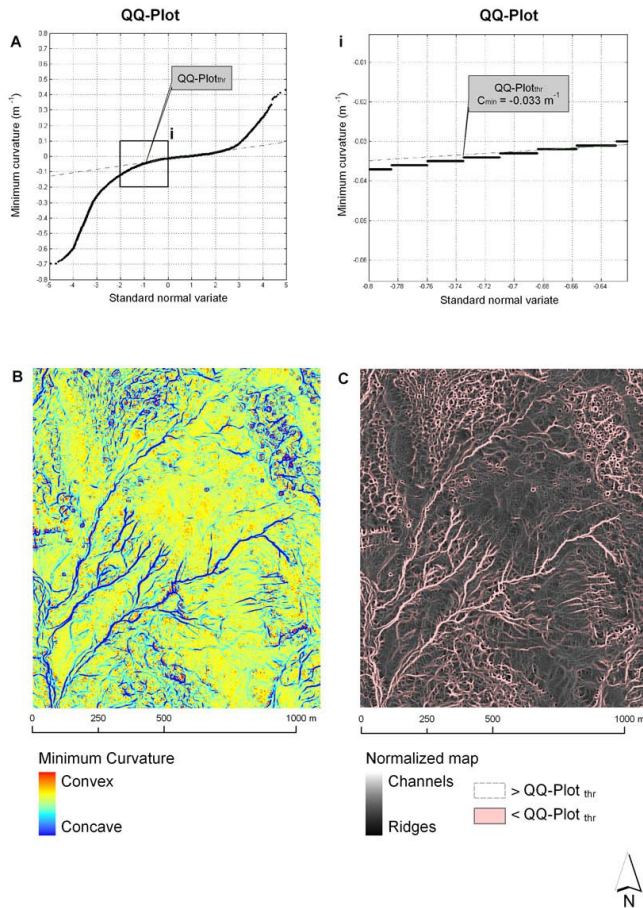 QQ-Plot
A
Minimum curvature (m⁻¹)
0.8
0.7
0.6
0.5
0.4
0.3
0.2
0.1
0
-0.1
-0.2
-0.3
-0.4
-0.5
-0.6
-0.7
0.8
QQ-Plot thr
i
-5 -4 -3 -2 -1 0 1 2 3 4 5
Standard normal variate
QQ-Plot
i
Minimum curvature (m⁻¹)
-0.01
-0.02
-0.03
-0.04
-0.05
-0.06
QQ-Plot thr
Cmin = -0.033 m⁻¹
-0.8 -0.78 -0.76 -0.74 -0.72 -0.7 -0.68 -0.66 -0.64
Standard normal variate
B
0 500 1000 m
Minimum Curvature
Convex
Concave
C
0 500 1000 m
Normalized map
Channels
Ridges
> QQ-Plot thr
< QQ-Plot thr
N